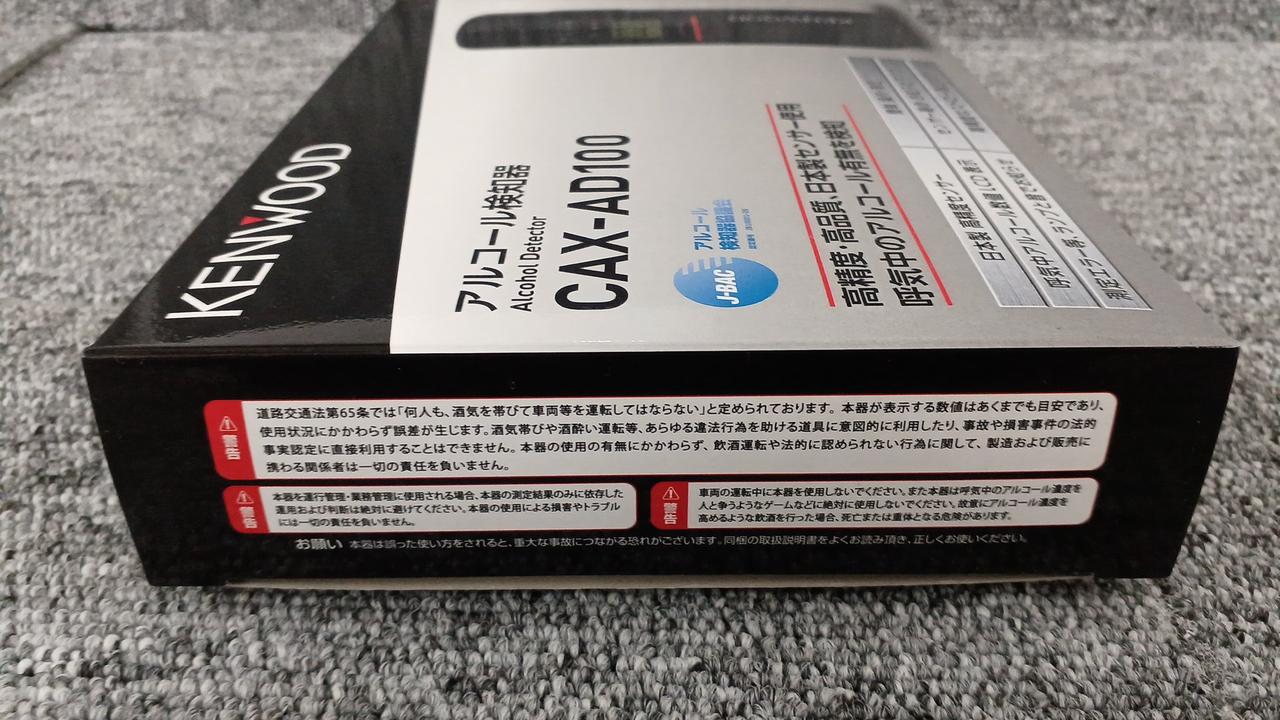 KENWOOD
アルコール検知器
Alcohol Detector
CAX-AD100
J-BAC
アルコール
検知器協議会
高精度・高品質、日本製センサー使用
呼気中のアルコール有無を検知
日本製 高精度センサー
呼気中アルコール数値 LCD 表示
測定エラー等、ランプと音でお知らせ
警告
道路交通法第65条では「何人も、酒気を帯びて車両等を運転してはならない」と定められております。本器が表示する数値はあくまでも目安であり、
使用状況にかかわらず誤差が生じます。酒気帯びや酒酔い運転等、あらゆる違法行為を助ける道具に意図的に利用したり、事故や損害事件の法的
事実認定に直接利用することはできません。本器の使用の有無にかかわらず、飲酒運転や法的に認められない行為に関して、製造および販売に
携わる関係者は一切の責任を負いません。
警告
本器を運行管理・業務管理に使用される場合、本器の測定結果のみに依存した
運用および判断は絶対に避けてください。本器の使用による損害やトラブル
には一切の責任を負いません。
警告
車両の運転中に本器を使用しないでください。また本器は呼気中のアルコール濃度を
人と争うようなゲームなどに絶対に使用しないでください。故意にアルコール濃度を
高めるような飲酒を行った場合、死亡または重体となる危険があります。
お願い 本器は誤った使い方をされると、重大な事故につながる恐れがございます。同梱の取扱説明書をよくお読み頂き、正しくお使いください。